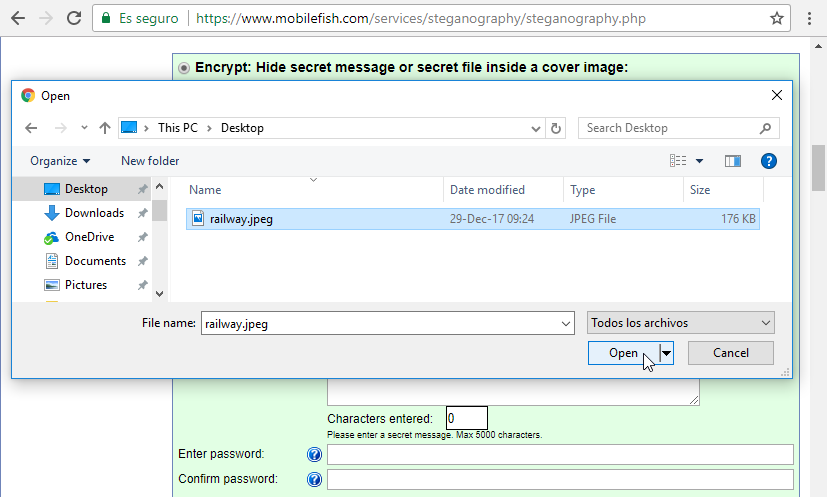 Es seguro https://www.mobilefish.com/services/steganography/steganography.php
Encrypt: Hide secret message or secret file inside a cover image:
Open
This PC Desktop Search Desktop
Organize New folder
Name Date modified Type Size
Desktop
Downloads
OneDrive
Documents
Pictures
railway.jpeg 29-Dec-17 09:24 JPEG File 176 KB
File name: railway.jpeg Todos los archivos
Open Cancel
Characters entered: 0
Please enter a secret message. Max 5000 characters.
Enter password: ?
Confirm password: ?